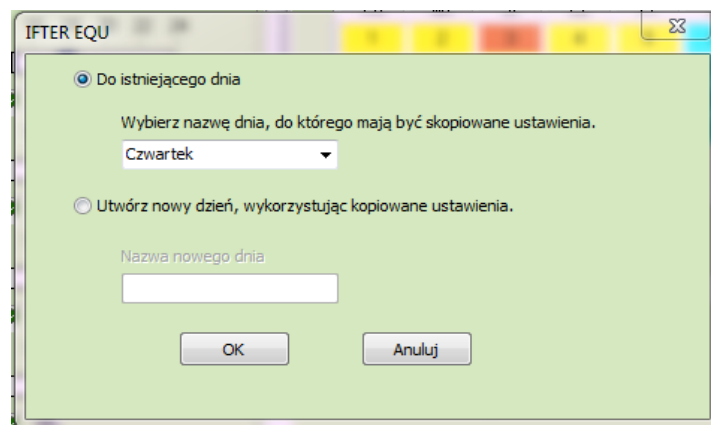 IFTER EQU
Do istniejącego dnia
Wybierz nazwę dnia, do którego mają być skopiowane ustawienia.
Czwartek
Utwórz nowy dzień, wykorzystując kopiowane ustawienia.
Nazwa nowego dnia
OK Anuluj